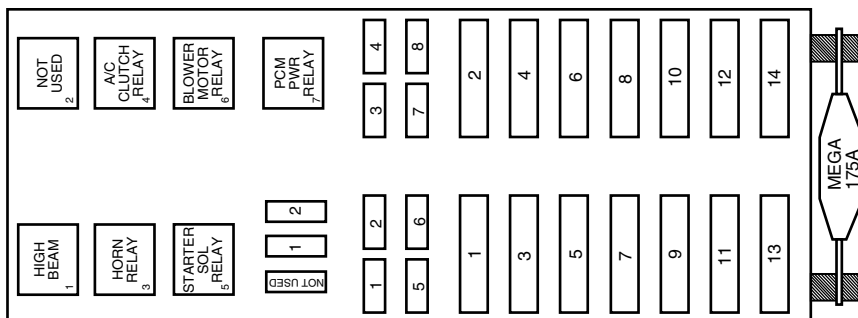 HIGH
BEAM
1
NOT
USED
2
HORN
RELAY
3
A/C
CLUTCH
RELAY
4
STARTER
SOL
RELAY
5
BLOWER
MOTOR
RELAY
6
NOT USED
1
2
PCM
PWR
RELAY
7
1
2
3
4
5
6
7
8
1
2
3
4
5
6
7
8
9
10
11
12
13
14
MEGA
175A